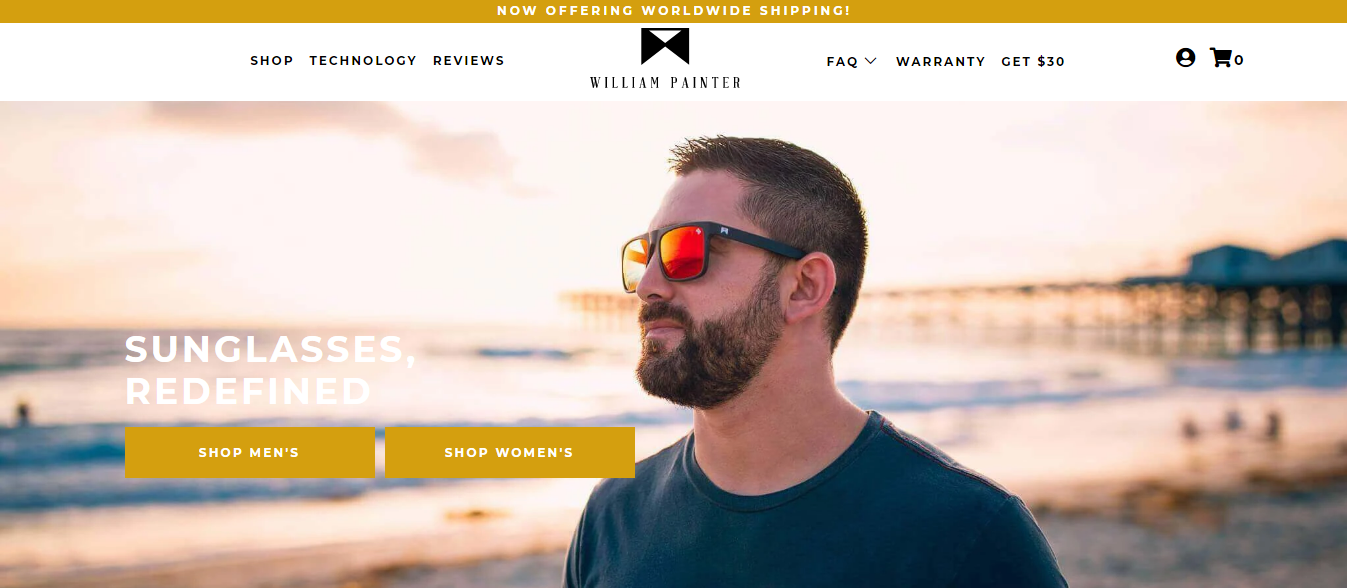 NOW OFFERING WORLDWIDE SHIPPING!
SHOP TECHNOLOGY REVIEWS
WILLIAM PAINTER
FAQ WARRANTY GET $30
0
SUNGLASSES,
REDEFINED
SHOP MEN'S SHOP WOMEN'S